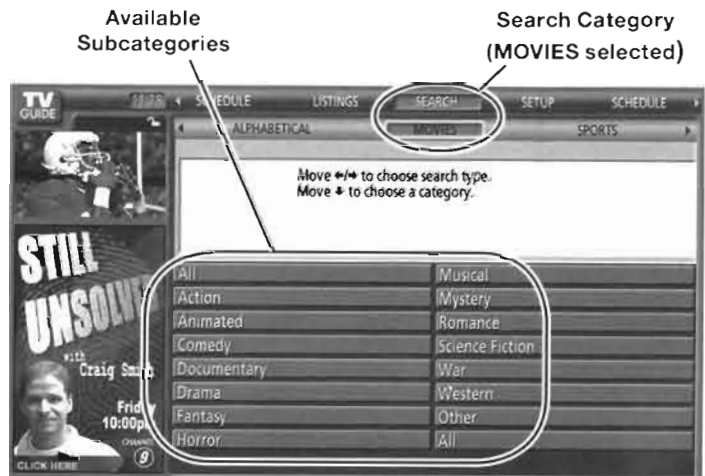 Available
Subcategories
Search Category
(MOVIES selected)
TV
GUIDE
SCHEDULE LISTINGS SEARCH SETUP SCHEDULE
ALPHABETICAL MOVIES SPORTS
Move ←/→ to choose search type.
Move ↓ to choose a category.
STILL
UNSOLVED
with
Craig Smith
Friday
10:00pm
CHANNEL
9
CLICK HERE
All Musical
Action Mystery
Animated Romance
Comedy Science Fiction
Documentary War
Drama Western
Fantasy Other
Horror All